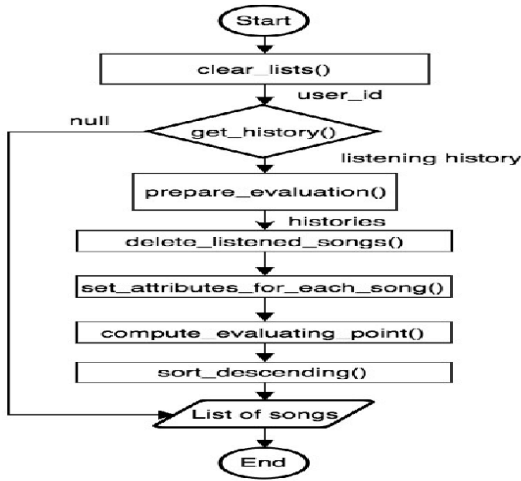 Start
clear_lists()
user_id
null
get_history()
listening history
prepare_evaluation()
histories
delete_listened_songs()
set_attributes_for_each_song()
compute_evaluating_point()
sort_descending()
List of songs
End